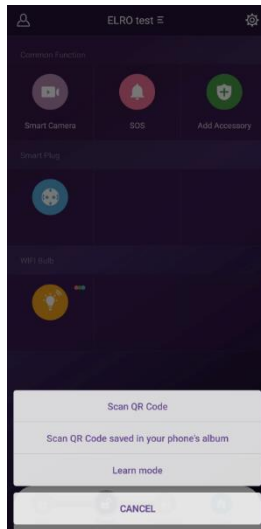 ELRO test
Common Function
Smart Camera
SOS
Add Accessory
Smart Plug
WIFI Bulb
Scan QR Code
Scan QR Code saved in your phone's album
Learn mode
CANCEL